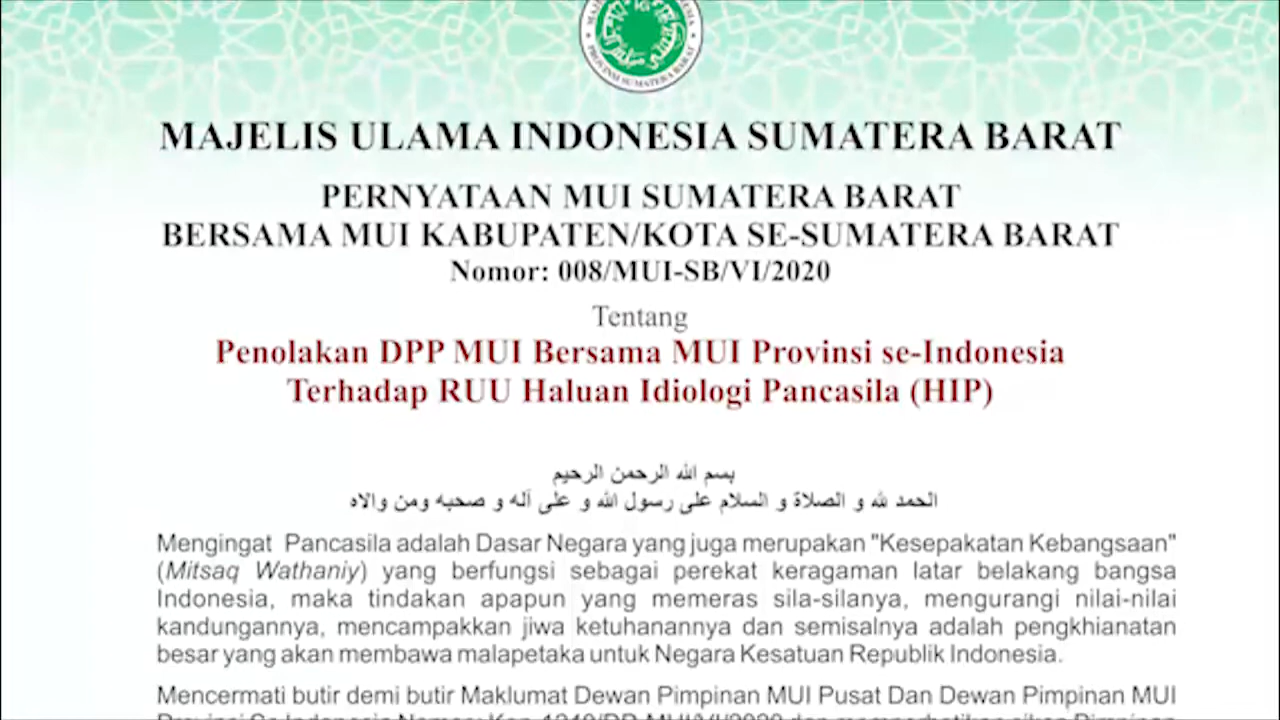 PROVINSI SUMATERA BARAT
MAJELIS ULAMA INDONESIA SUMATERA BARAT
PERNYATAAN MUI SUMATERA BARAT
BERSAMA MUI KABUPATEN/KOTA SE-SUMATERA BARAT
Nomor: 008/MUI-SB/VI/2020
Tentang
Penolakan DPP MUI Bersama MUI Provinsi se-Indonesia
Terhadap RUU Haluan Idiologi Pancasila (HIP)
بسم الله الرحمن الرحيم
الحمد لله و الصلاة و السلام على رسول الله و على آله و صحبه ومن والاه
Mengingat Pancasila adalah Dasar Negara yang juga merupakan "Kesepakatan Kebangsaan"
(Mitsaq Wathaniy) yang berfungsi sebagai perekat keragaman latar belakang bangsa
Indonesia, maka tindakan apapun yang memeras sila-silanya, mengurangi nilai-nilai
kandungannya, mencampakkan jiwa ketuhanannya dan semisalnya adalah pengkhianatan
besar yang akan membawa malapetaka untuk Negara Kesatuan Republik Indonesia.
Mencermati butir demi butir Maklumat Dewan Pimpinan MUI Pusat Dan Dewan Pimpinan MUI